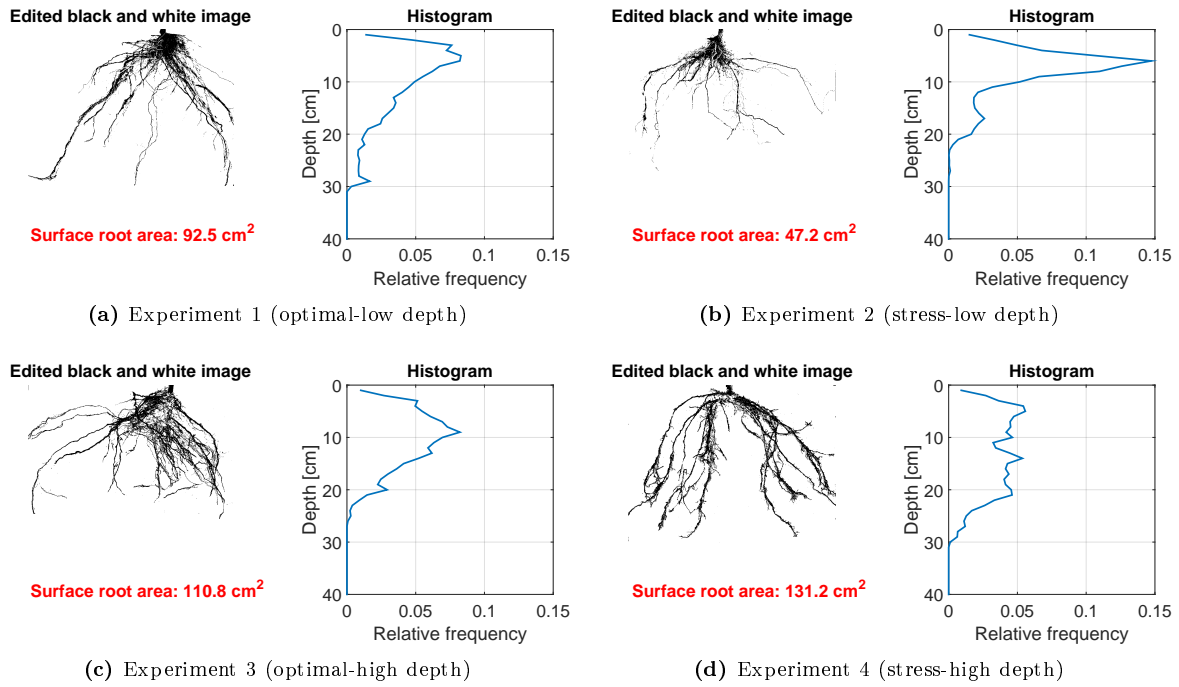 Edited black and white image
Histogram
0
10
20
30
40
Depth [cm]
0
0.05
0.1
0.15
Relative frequency
Surface root area: 92.5 cm²
(a) Experiment 1 (optimal-low depth)
Edited black and white image
Histogram
0
10
20
30
40
Depth [cm]
0
0.05
0.1
0.15
Relative frequency
Surface root area: 47.2 cm²
(b) Experiment 2 (stress-low depth)
Edited black and white image
Histogram
0
10
20
30
40
Depth [cm]
0
0.05
0.1
0.15
Relative frequency
Surface root area: 110.8 cm²
(c) Experiment 3 (optimal-high depth)
Edited black and white image
Histogram
0
10
20
30
40
Depth [cm]
0
0.05
0.1
0.15
Relative frequency
Surface root area: 131.2 cm²
(d) Experiment 4 (stress-high depth)